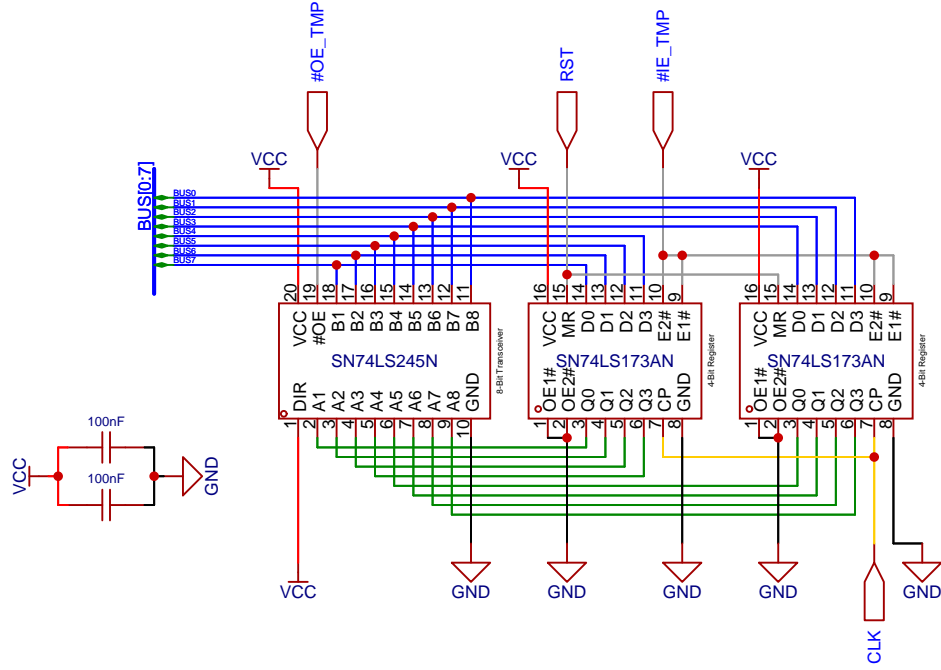 #OE_TMP
RST
#IE_TMP
VCC
VCC
VCC
BUS[0:7]
BUS0
BUS1
BUS2
BUS3
BUS4
BUS5
BUS6
BUS7
20 19 18 17 16 15 14 13 12 11
VCC #OE B1 B2 B3 B4 B5 B6 B7 B8
SN74LS245N
8-Bit Transceiver
DIR A1 A2 A3 A4 A5 A6 A7 A8 GND
1 2 3 4 5 6 7 8 9 10
16 15 14 13 12 11 10 9
VCC MR D0 D1 D2 D3 E2# E1#
SN74LS173AN
4-Bit Register
OE1# OE2# Q0 Q1 Q2 Q3 CP GND
1 2 3 4 5 6 7 8
16 15 14 13 12 11 10 9
VCC MR D0 D1 D2 D3 E2# E1#
SN74LS173AN
4-Bit Register
OE1# OE2# Q0 Q1 Q2 Q3 CP GND
1 2 3 4 5 6 7 8
100nF
100nF
VCC
GND
VCC
GND
GND
GND
GND
GND
CLK